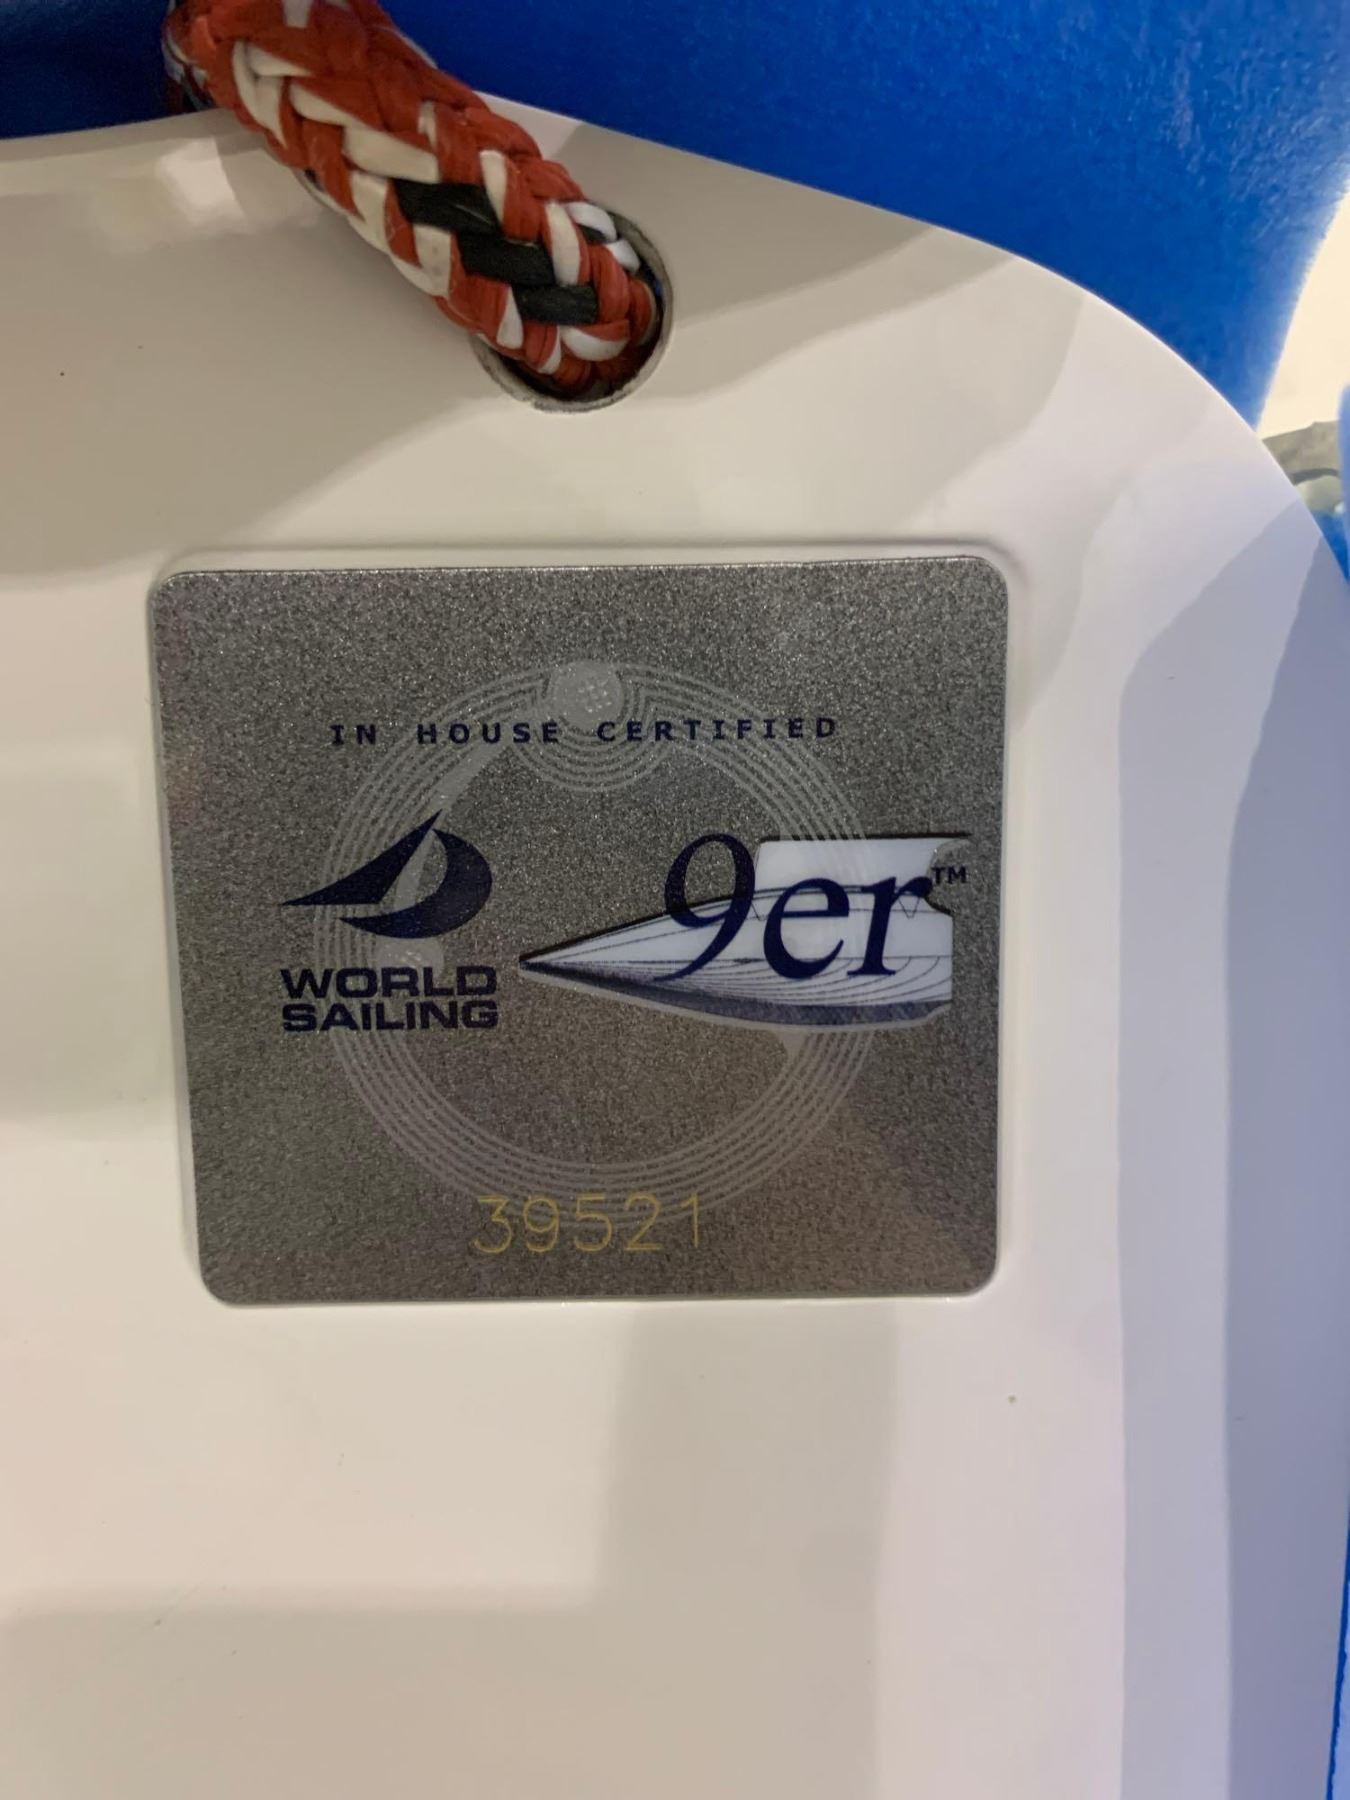 IN HOUSE CERTIFIED
WORLD
SAILING
9er™
39521